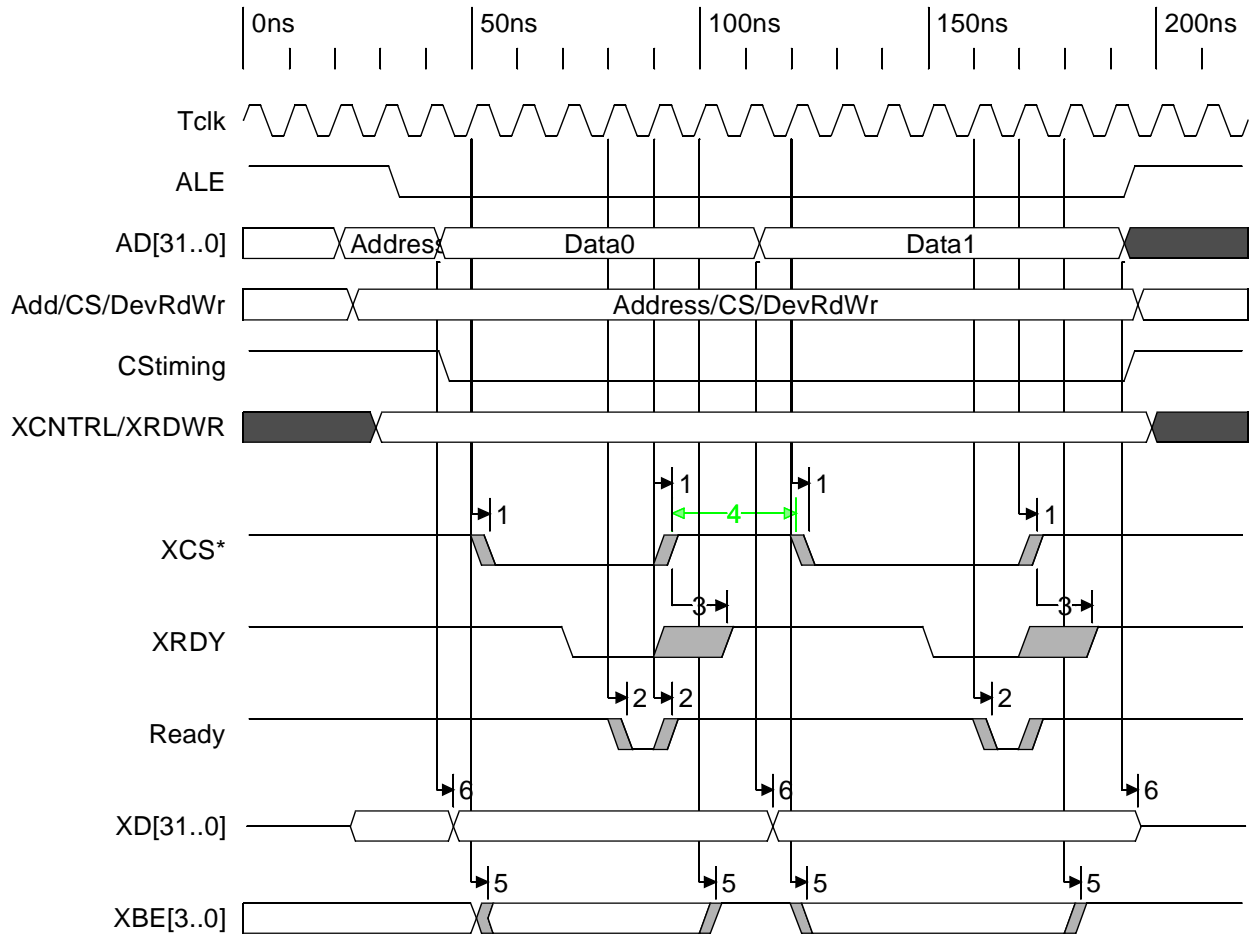 0ns 50ns 100ns 150ns 200ns
Tclk
ALE
AD[31..0] Address Data0 Data1
Add/CS/DevRdWr Address/CS/DevRdWr
CStiming
XCNTRL/XRDWR
1 1 1
4
1 1
XCS*
3 3
XRDY
2 2 2
Ready
6 6 6
XD[31..0]
5 5 5 5
XBE[3..0]